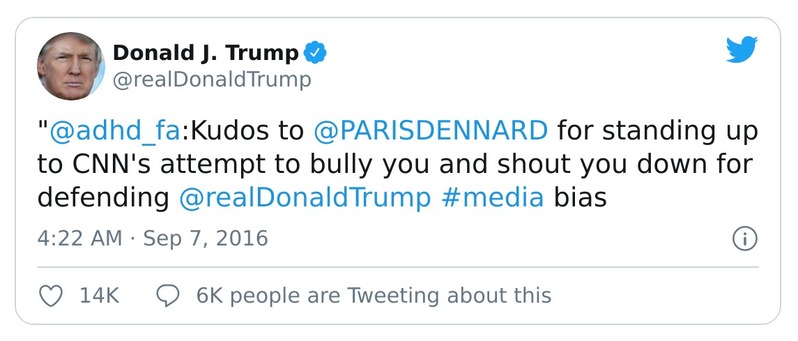 Donald J. Trump
@realDonaldTrump
"@adhd_fa:Kudos to @PARISDENNARD for standing up
to CNN's attempt to bully you and shout you down for
defending @realDonaldTrump #media bias
4:22 AM · Sep 7, 2016
14K 6K people are Tweeting about this